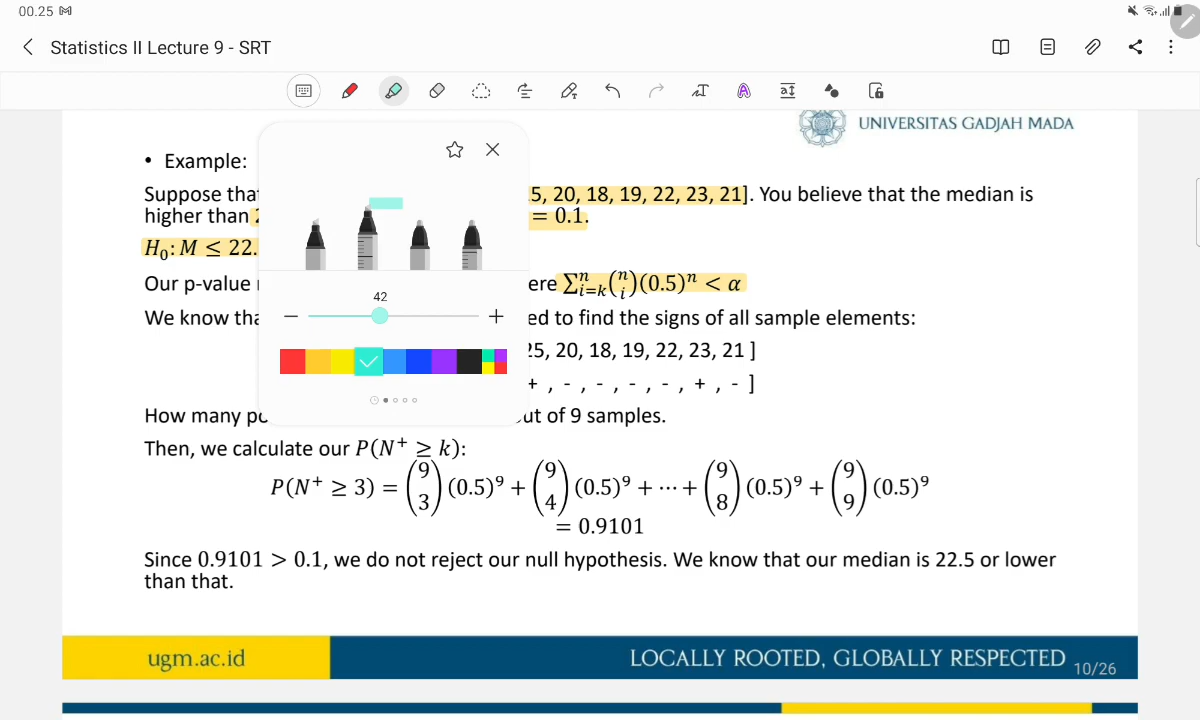 00.25
Statistics II Lecture 9 - SRT
UNIVERSITAS GADJAH MADA
• Example:
Suppose 5, 20, 18, 19, 22, 23, 21]. You believe that the median is
higher than = 0.1.
H₀: M ≤ 22.
Our p-value ∑ⁿᵢ₌ₖ(ⁿᵢ)(0.5)ⁿ < α
We know ed to find the signs of all sample elements:
25, 20, 18, 19, 22, 23, 21 ]
+ , - , - , - , - , + , - ]
How many out of 9 samples.
Then, we calculate our P(N⁺ ≥ k):
P(N⁺ ≥ 3) = (9 3)(0.5)⁹ + (9 4)(0.5)⁹ + ⋯ + (9 8)(0.5)⁹ + (9 9)(0.5)⁹
= 0.9101
Since 0.9101 > 0.1, we do not reject our null hypothesis. We know that our median is 22.5 or lower
than that.
42
ugm.ac.id
LOCALLY ROOTED, GLOBALLY RESPECTED
10/26